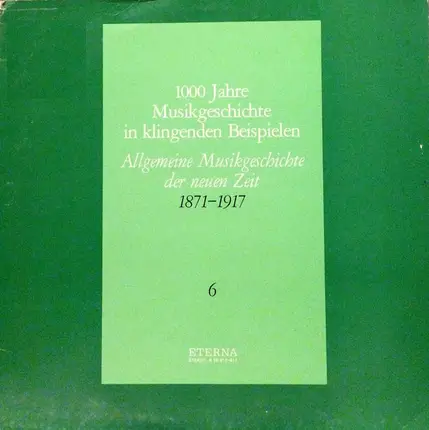 1000 Jahre
Musikgeschichte
in klingenden Beispielen
Allgemeine Musikgeschichte
der neuen Zeit
1871–1917
6
ETERNA